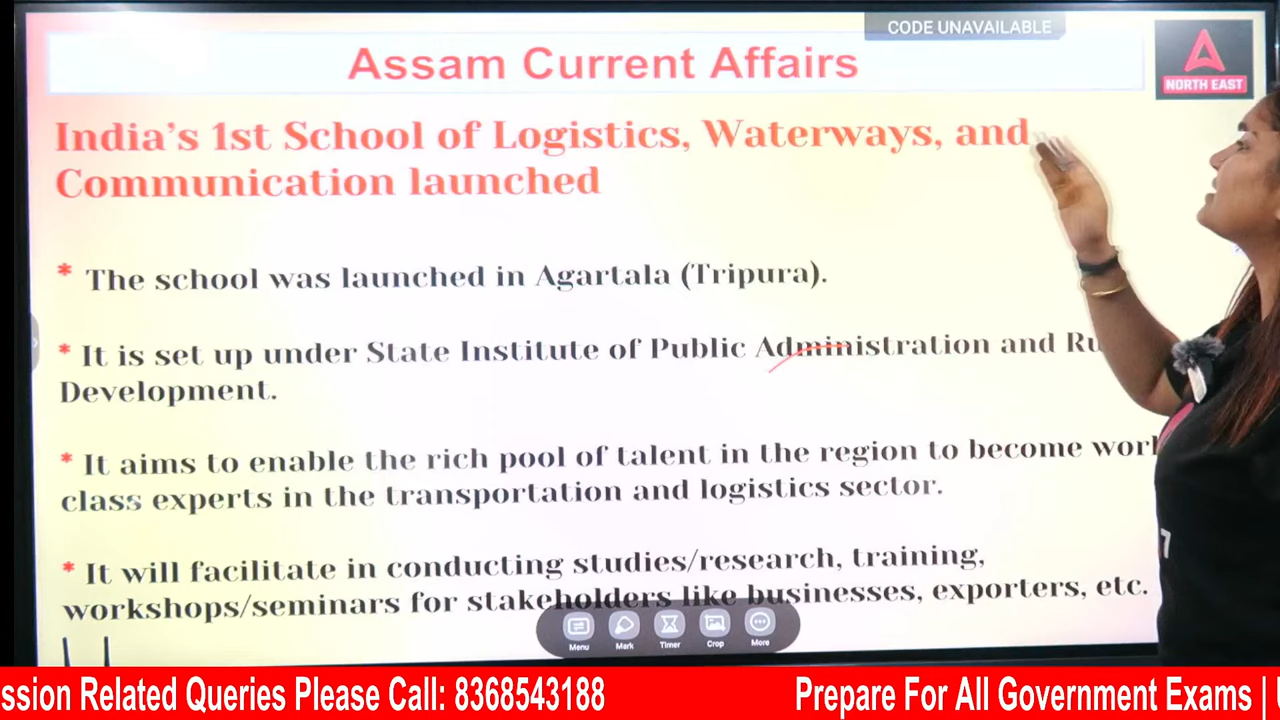 CODE UNAVAILABLE
Assam Current Affairs
NORTH EAST
India's 1st School of Logistics, Waterways, and
Communication launched
* The school was launched in Agartala (Tripura).
* It is set up under State Institute of Public Administration and
Development.
* It aims to enable the rich pool of talent in the region to become
class experts in the transportation and logistics sector.
* It will facilitate in conducting studies/research, training,
workshops/seminars for stakeholders like businesses, exporters, etc.
Menu
Mark
Timer
Crop
More
7
ssion Related Queries Please Call: 8368543188
Prepare For All Government Exams |